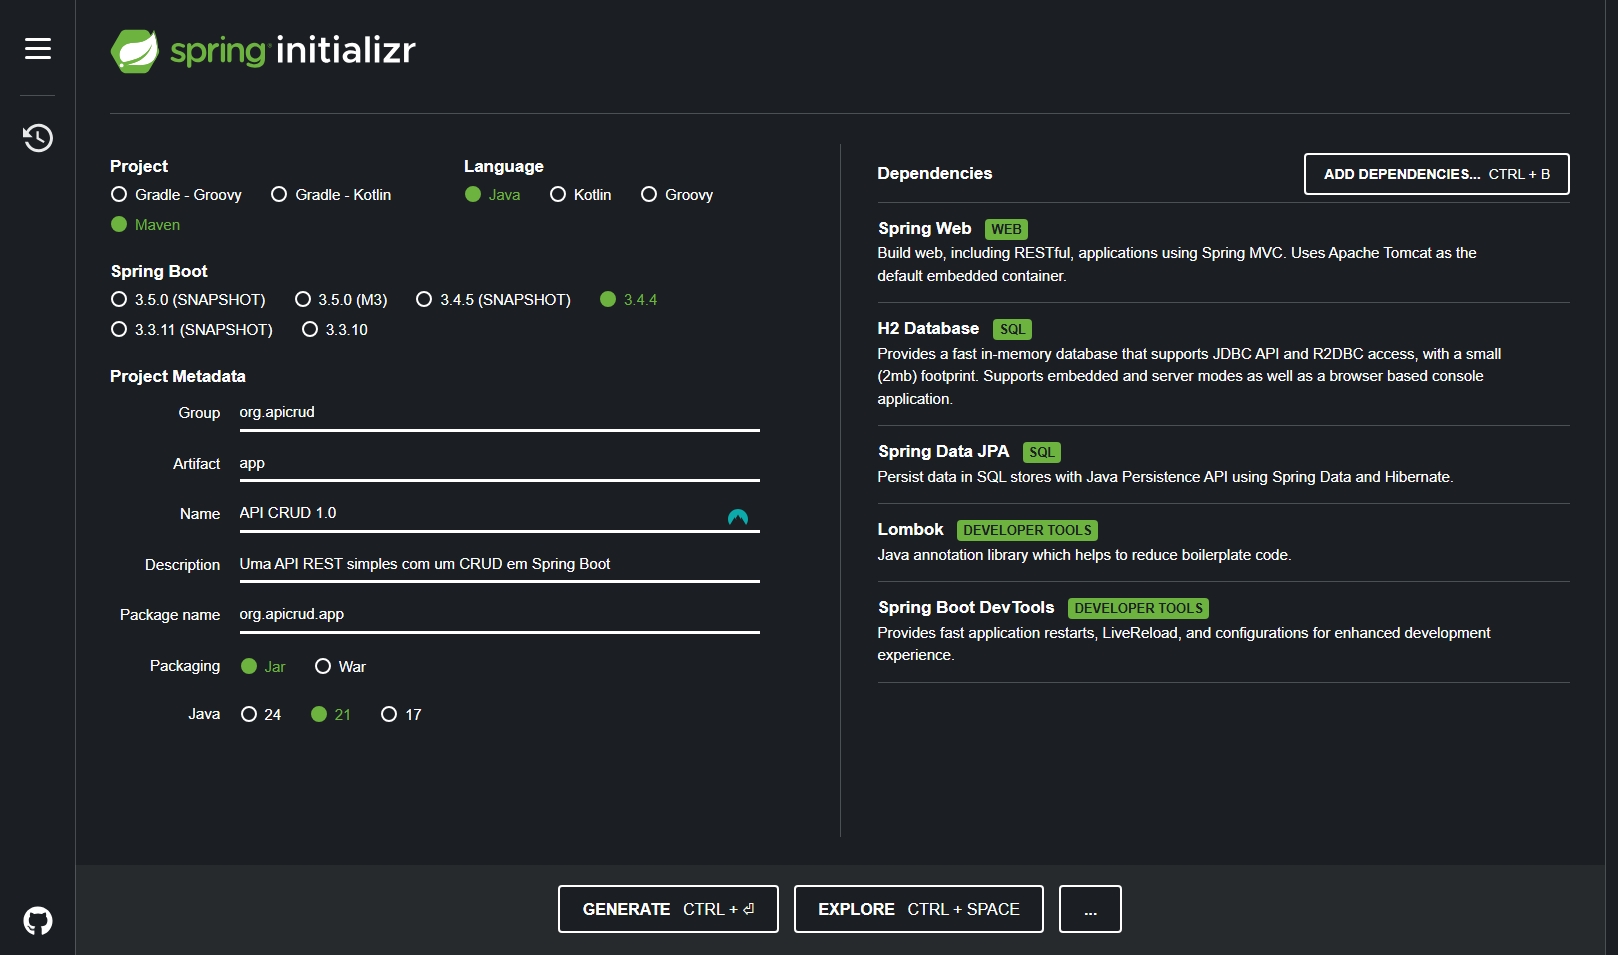 spring initializr
Project
Gradle - Groovy Gradle - Kotlin
Maven
Language
Java Kotlin Groovy
Spring Boot
3.5.0 (SNAPSHOT) 3.5.0 (M3) 3.4.5 (SNAPSHOT) 3.4.4
3.3.11 (SNAPSHOT) 3.3.10
Project Metadata
Group org.apicrud
Artifact app
Name API CRUD 1.0
Description Uma API REST simples com um CRUD em Spring Boot
Package name org.apicrud.app
Packaging Jar War
Java 24 21 17
Dependencies
ADD DEPENDENCIES... CTRL + B
Spring Web WEB
Build web, including RESTful, applications using Spring MVC. Uses Apache Tomcat as the
default embedded container.
H2 Database SQL
Provides a fast in-memory database that supports JDBC API and R2DBC access, with a small
(2mb) footprint. Supports embedded and server modes as well as a browser based console
application.
Spring Data JPA SQL
Persist data in SQL stores with Java Persistence API using Spring Data and Hibernate.
Lombok DEVELOPER TOOLS
Java annotation library which helps to reduce boilerplate code.
Spring Boot DevTools DEVELOPER TOOLS
Provides fast application restarts, LiveReload, and configurations for enhanced development
experience.
GENERATE CTRL + ⏎
EXPLORE CTRL + SPACE
...